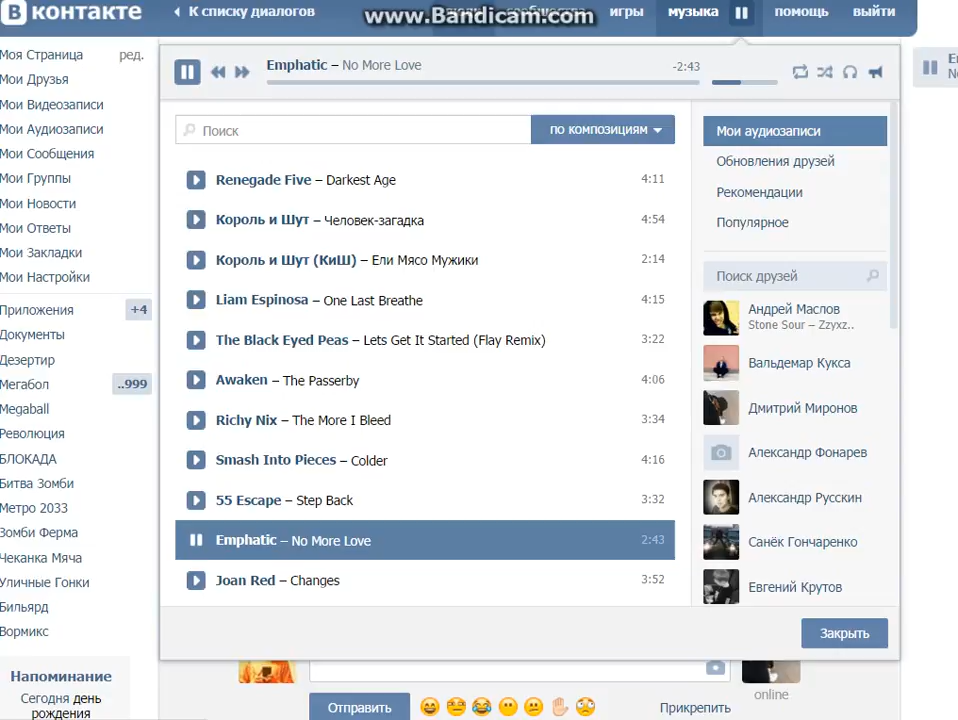 В контакте
К списку диалогов
www.Bandicam.com
игры
музыка
помощь
выйти
Emphatic – No More Love
-2:43
Поиск
по композициям
Renegade Five – Darkest Age 4:11
Король и Шут – Человек-загадка 4:54
Король и Шут (КиШ) – Ели Мясо Мужики 2:14
Liam Espinosa – One Last Breathe 4:15
The Black Eyed Peas – Lets Get It Started (Flay Remix) 3:22
Awaken – The Passerby 4:06
Richy Nix – The More I Bleed 3:34
Smash Into Pieces – Colder 4:16
55 Escape – Step Back 3:32
Emphatic – No More Love 2:43
Joan Red – Changes 3:52
Мои аудиозаписи
Обновления друзей
Рекомендации
Популярное
Поиск друзей
Андрей Маслов
Stone Sour – Zzyxz..
Вальдемар Кукса
Дмитрий Миронов
Александр Фонарев
Александр Русскин
Санёк Гончаренко
Евгений Крутов
Закрыть
Моя Страница ред.
Мои Друзья
Мои Видеозаписи
Мои Аудиозаписи
Мои Сообщения
Мои Группы
Мои Новости
Мои Ответы
Мои Закладки
Мои Настройки
Приложения +4
Документы
Дезертир
Мегабол ..999
Megaball
Революция
БЛОКАДА
Битва Зомби
Метро 2033
Зомби Ферма
Чеканка Мяча
Уличные Гонки
Бильярд
Вормикс
Напоминание
Сегодня день
рождения
Отправить
Прикрепить
online